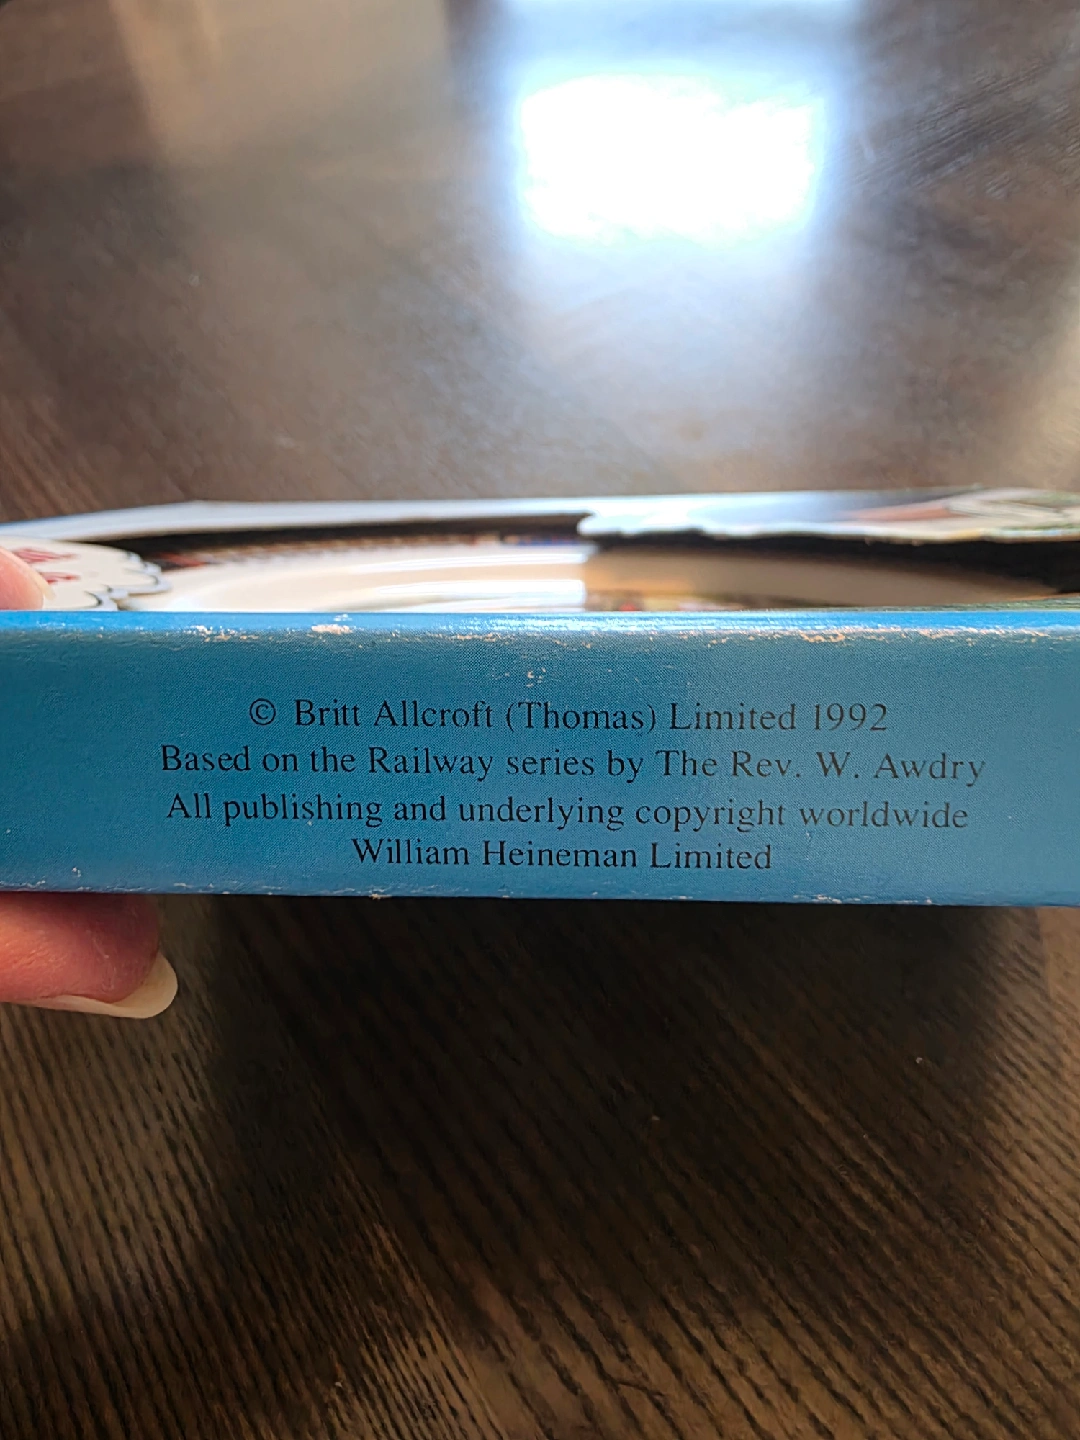 © Britt Allcroft (Thomas) Limited 1992
Based on the Railway series by The Rev. W. Awdry
All publishing and underlying copyright worldwide
William Heineman Limited